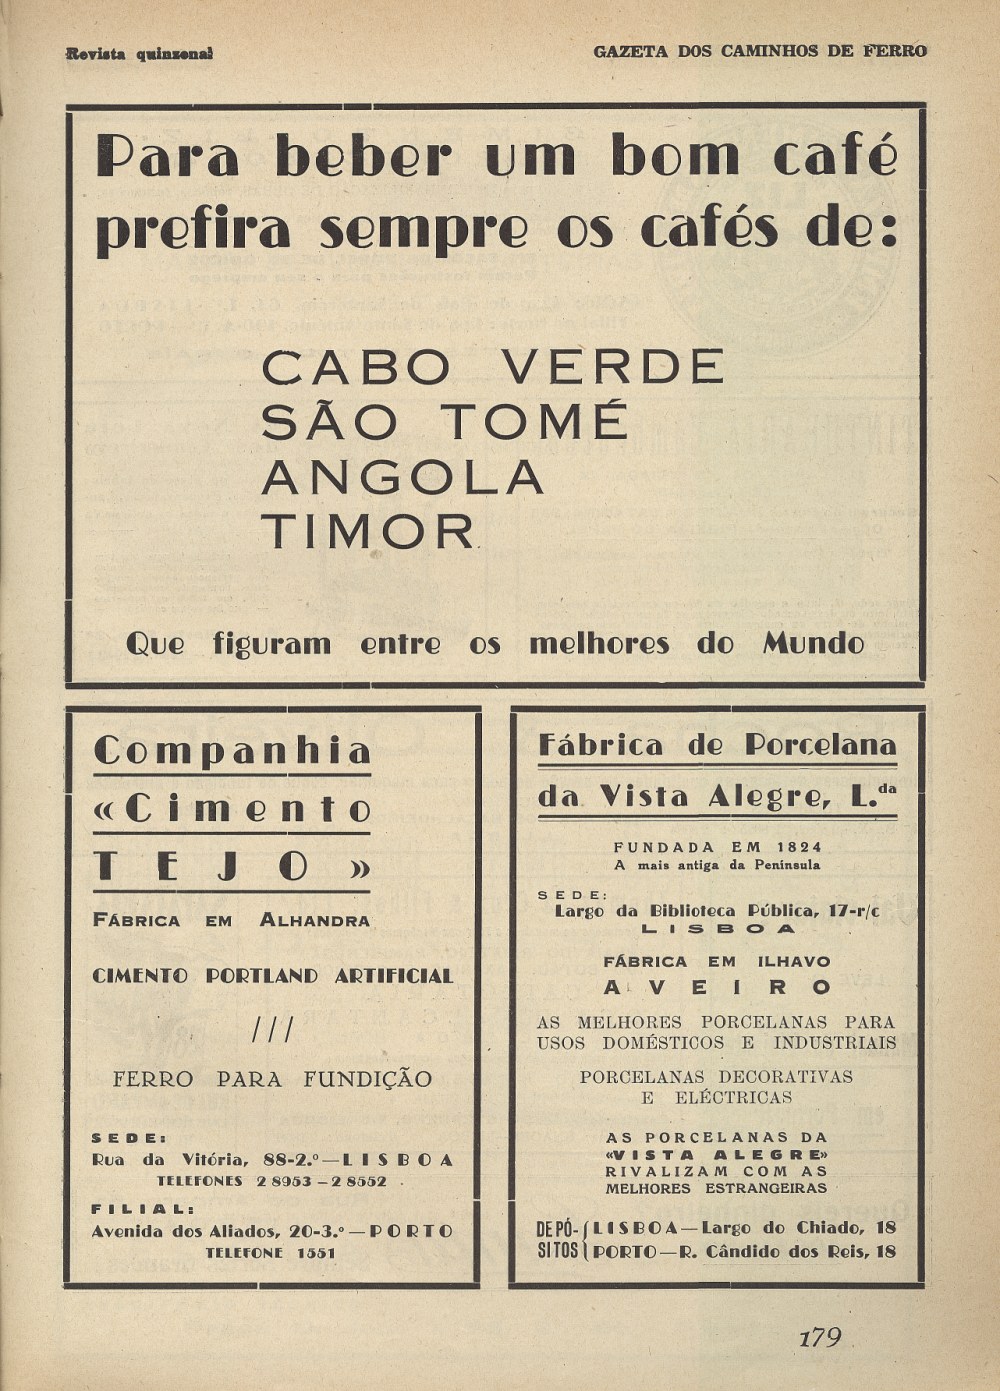 Revista quinzenal
GAZETA DOS CAMINHOS DE FERRO
Para beber um bom café
prefira sempre os cafés de:
CABO VERDE
SÃO TOMÉ
ANGOLA
TIMOR
Que figuram entre os melhores do Mundo
Companhia
«Cimento
TEJO»
FÁBRICA EM ALHANDRA
CIMENTO PORTLAND ARTIFICIAL
///
FERRO PARA FUNDIÇÃO
SEDE:
Rua da Vitória, 88-2.º—LISBOA
TELEFONES 2 8953 – 2 8552
FILIAL:
Avenida dos Aliados, 20-3.º—PORTO
TELEFONE 1551
Fábrica de Porcelana
da Vista Alegre, L.da
FUNDADA EM 1824
A mais antiga da Península
SEDE:
Largo da Biblioteca Pública, 17-r/c
LISBOA
FÁBRICA EM ILHAVO
AVEIRO
AS MELHORES PORCELANAS PARA
USOS DOMÉSTICOS E INDUSTRIAIS
PORCELANAS DECORATIVAS
E ELÉCTRICAS
AS PORCELANAS DA
«VISTA ALEGRE»
RIVALIZAM COM AS
MELHORES ESTRANGEIRAS
DEPÓ- LISBOA—Largo do Chiado, 18
SITOS PORTO—R. Cândido dos Reis, 18
179